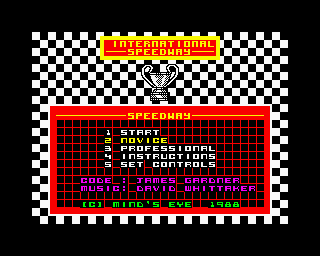 INTERNATIONAL
SPEEDWAY
SPEEDWAY
1 START
2 NOVICE
3 PROFESSIONAL
4 INSTRUCTIONS
5 SET CONTROLS
CODE : JAMES GARDNER
MUSIC: DAVID WHITTAKER
(C) MIND'S EYE 1988